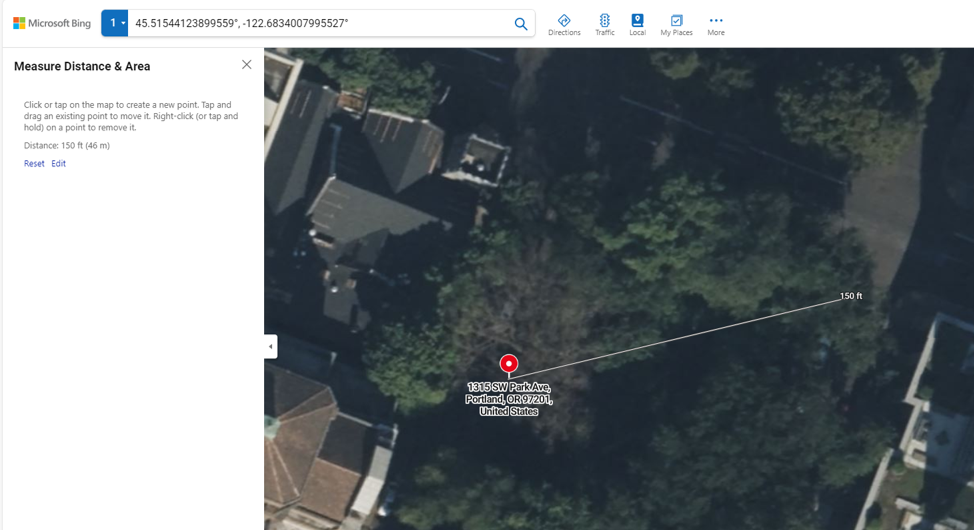 Microsoft Bing
1
45.51544123899559°, -122.6834007995527°
Directions
Traffic
Local
My Places
More
Measure Distance & Area
Click or tap on the map to create a new point. Tap and
drag an existing point to move it. Right-click (or tap and
hold) on a point to remove it.
Distance: 150 ft (46 m)
Reset Edit
150 ft
1315 SW Park Ave,
Portland, OR 97201,
United States